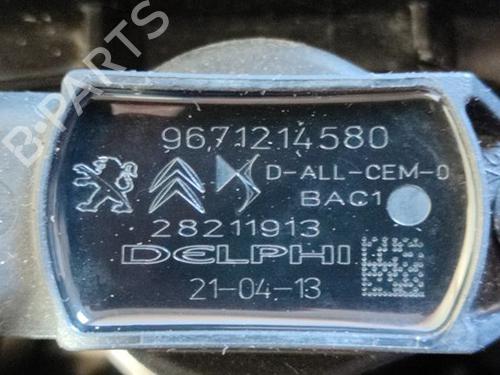 B-PARTS
9671214580
D-ALL-CEM-0
BAC1
28211913
DELPHI
21-04-13